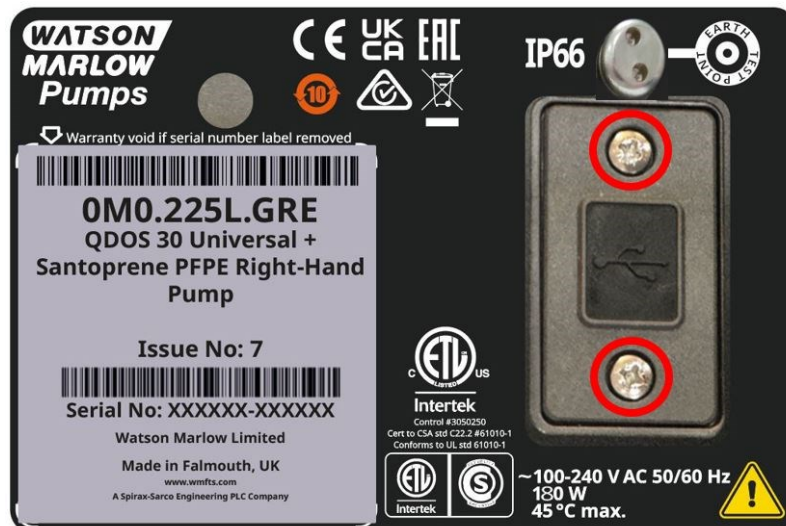 WATSON
MARLOW
Pumps
CE UK CA EAC
10
IP66
EARTH TEST POINT
Warranty void if serial number label removed
0M0.225L.GRE
QDOS 30 Universal +
Santoprene PFPE Right-Hand
Pump
Issue No: 7
Serial No: XXXXXX-XXXXXX
Watson Marlow Limited
Made in Falmouth, UK
www.wmfts.com
A Spirax-Sarco Engineering PLC Company
ETL
LISTED
C US
Intertek
Control #3050250
Cert to CSA std C22.2 #61010-1
Conforms to UL std 61010-1
ETL
Intertek
S
~100-240 V AC 50/60 Hz
180 W
45 °C max.